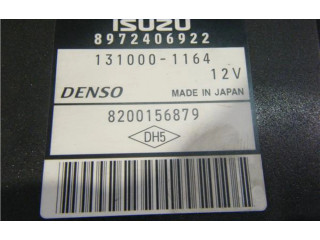 ISUZU
8972406922
131000-1164
12V
DENSO MADE IN JAPAN
8200156879
DH5